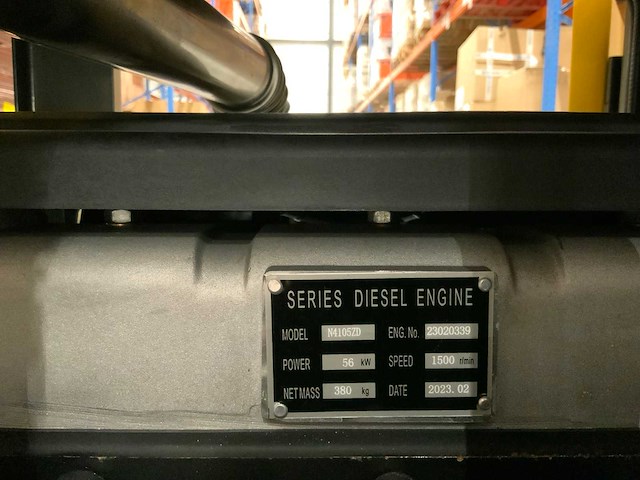 SERIES DIESEL ENGINE
MODEL N4105ZD ENG.No. 23020339
POWER 56 kW SPEED 1500 r/min
NET MASS 380 kg DATE 2023.02